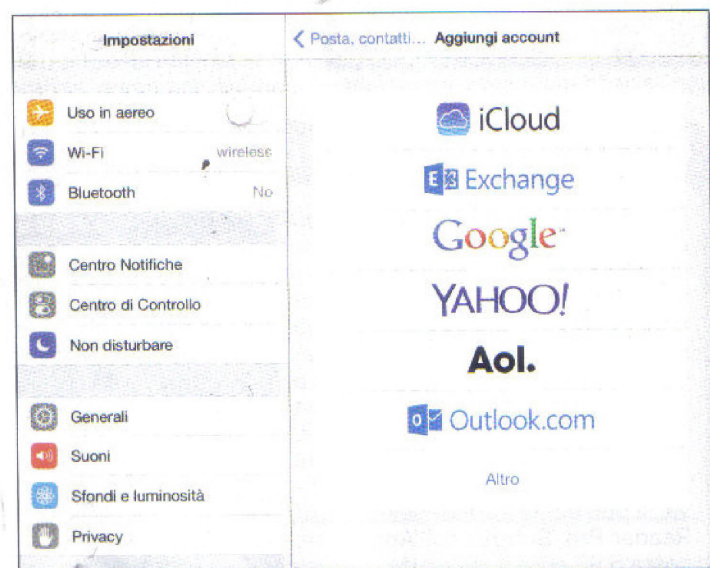 Impostazioni
Posta, contatti... Aggiungi account
Uso in aereo
Wi-Fi wireless
Bluetooth No
Centro Notifiche
Centro di Controllo
Non disturbare
Generali
Suoni
Sfondi e luminosità
Privacy
iCloud
Exchange
Google™
YAHOO!
Aol.
Outlook.com
Altro